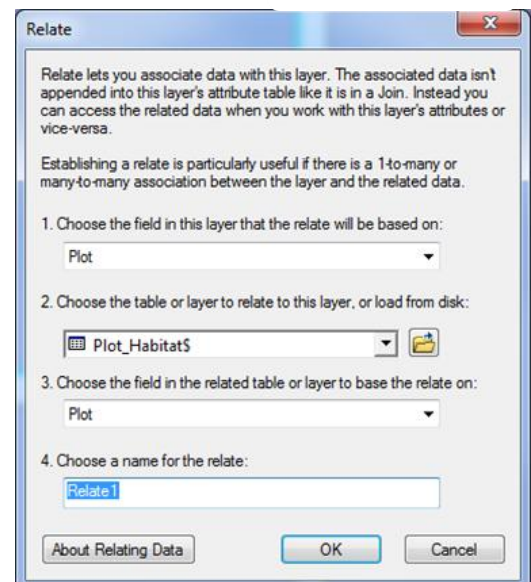 Relate
Relate lets you associate data with this layer. The associated data isn't
appended into this layer's attribute table like it is in a Join. Instead you
can access the related data when you work with this layer's attributes or
vice-versa.
Establishing a relate is particularly useful if there is a 1-to-many or
many-to-many association between the layer and the related data.
1. Choose the field in this layer that the relate will be based on:
Plot
2. Choose the table or layer to relate to this layer, or load from disk:
Plot_Habitat$
3. Choose the field in the related table or layer to base the relate on:
Plot
4. Choose a name for the relate:
Relate1
About Relating Data OK Cancel